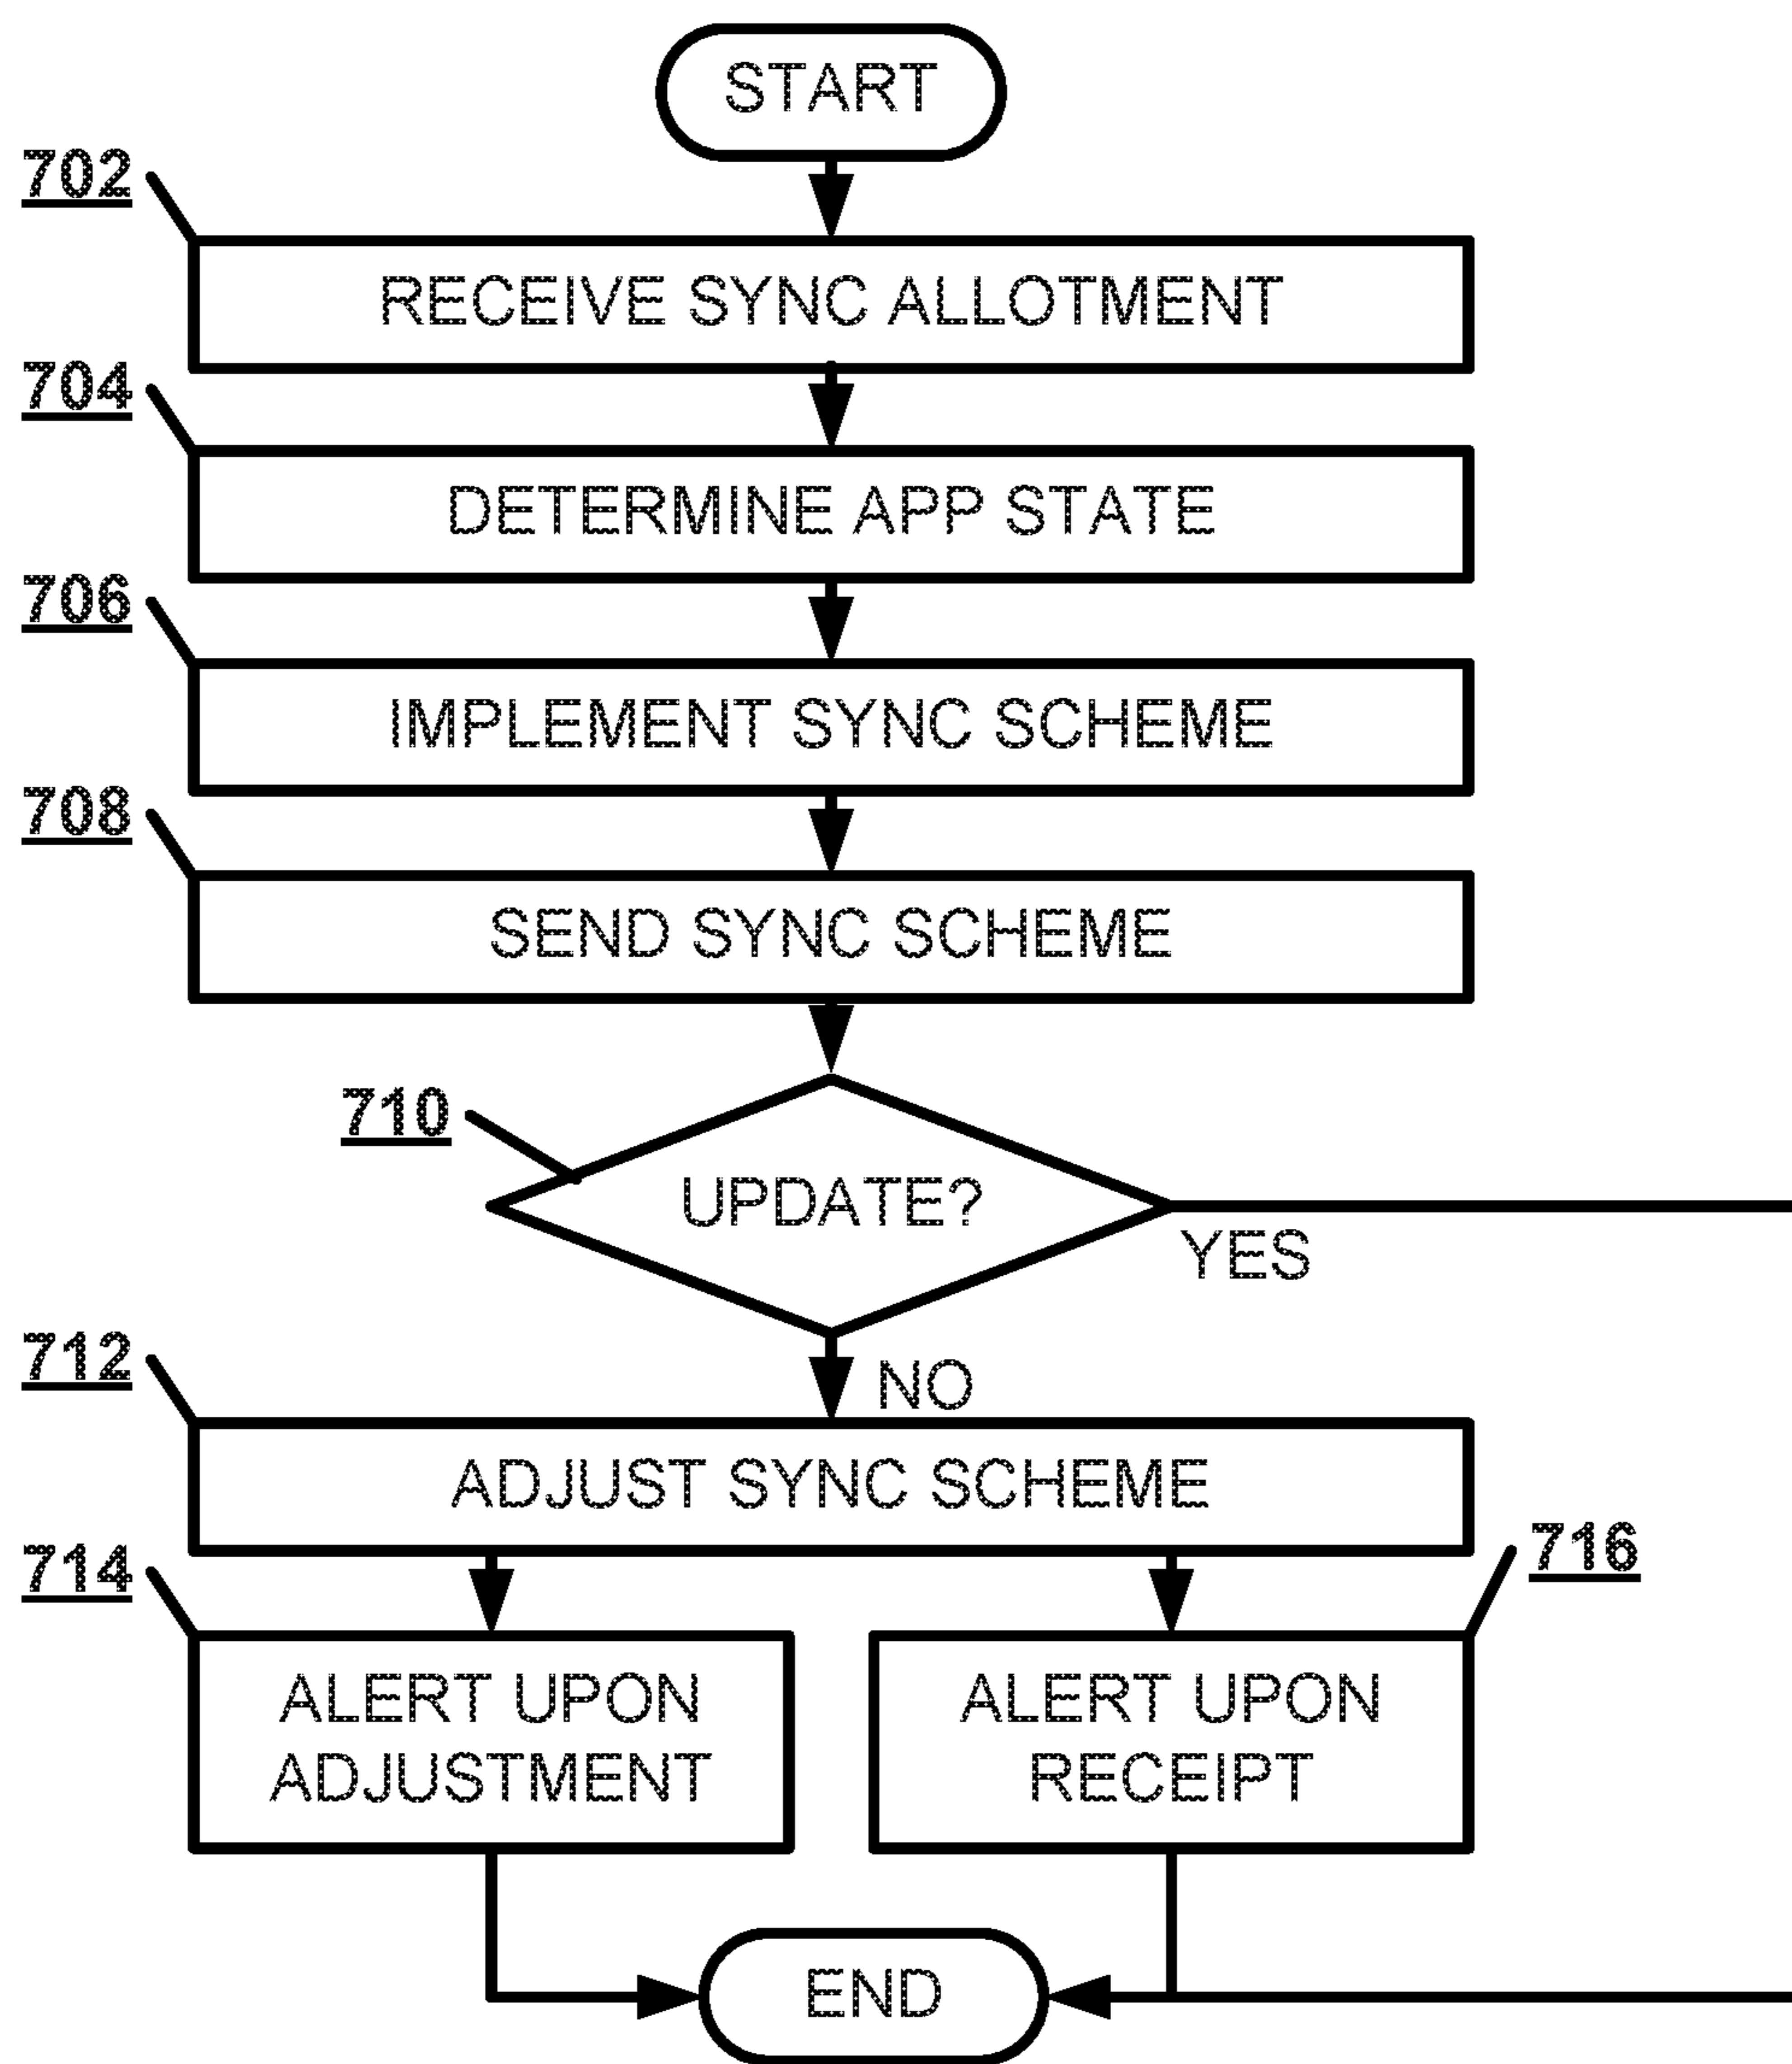 START
702
RECEIVE SYNC ALLOTMENT
704
DETERMINE APP STATE
706
IMPLEMENT SYNC SCHEME
708
SEND SYNC SCHEME
710
UPDATE?
YES
NO
712
ADJUST SYNC SCHEME
714
ALERT UPON
ADJUSTMENT
716
ALERT UPON
RECEIPT
END